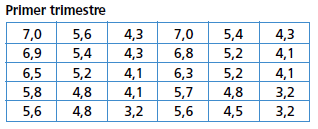 Primer trimestre
7,0 5,6 4,3 7,0 5,4 4,3
6,9 5,4 4,3 6,8 5,2 4,1
6,5 5,2 4,1 6,3 5,2 4,1
5,8 4,8 4,1 5,7 4,8 3,2
5,6 4,8 3,2 5,6 4,5 3,2